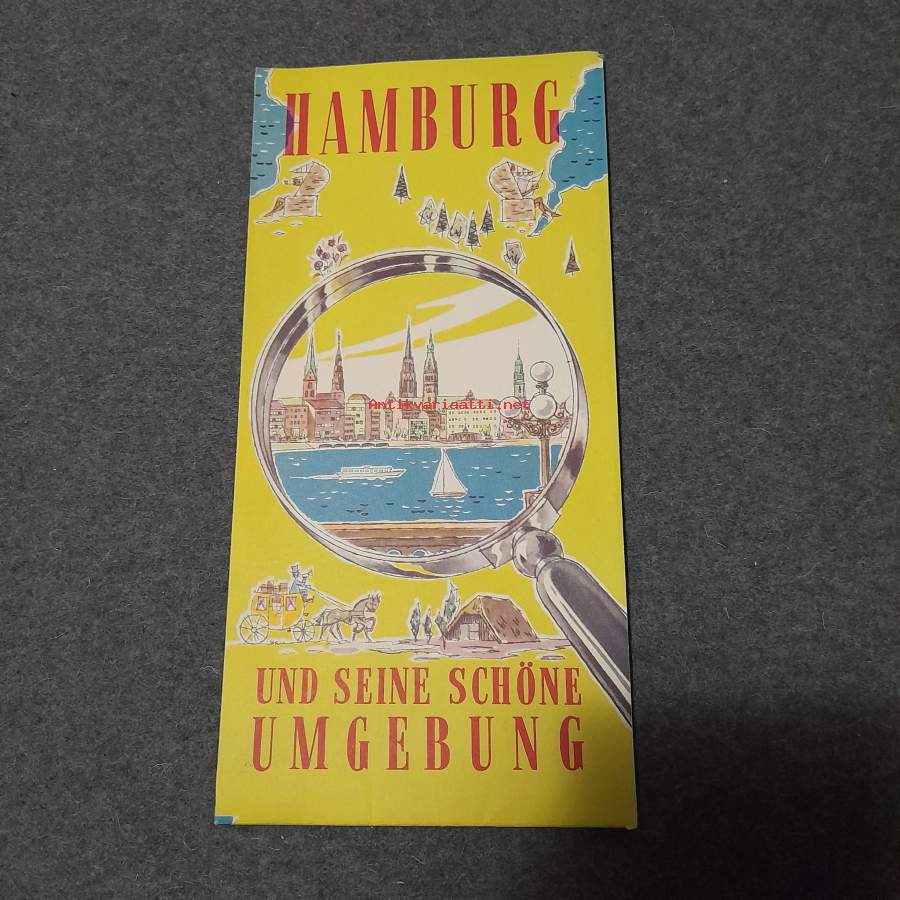 HAMBURG
Antikvariaatti.net
UND SEINE SCHÖNE
UMGEBUNG